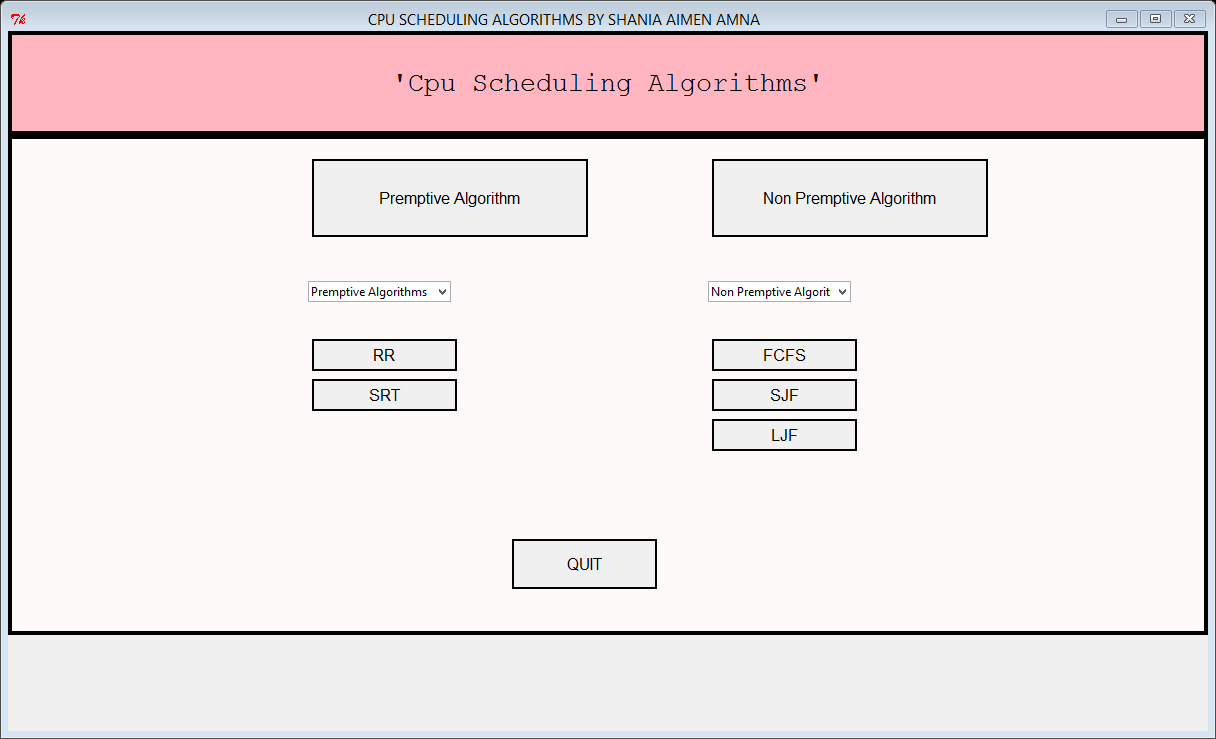 CPU SCHEDULING ALGORITHMS BY SHANIA AIMEN AMNA
'Cpu Scheduling Algorithms'
Premptive Algorithm
Non Premptive Algorithm
Premptive Algorithms
Non Premptive Algorit
RR
FCFS
SRT
SJF
LJF
QUIT